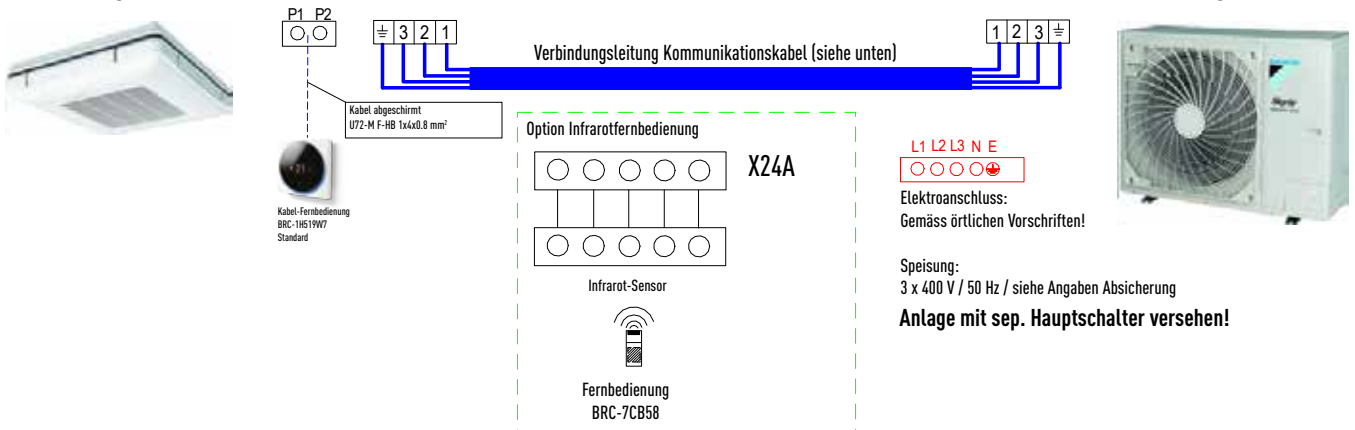 P1 P2
3 2 1
Verbindungsleitung Kommunikationskabel (siehe unten)
1 2 3
Kabel abgeschirmt
U72-M F-HB 1x4x0.8 mm²
Kabel-Fernbedienung
BRC-1H519W7
Standard
Option Infrarotfernbedienung
X24A
Infrarot-Sensor
Fernbedienung
BRC-7CB58
L1 L2 L3 N E
Elektroanschluss:
Gemäss örtlichen Vorschriften!
Speisung:
3 x 400 V / 50 Hz / siehe Angaben Absicherung
Anlage mit sep. Hauptschalter versehen!